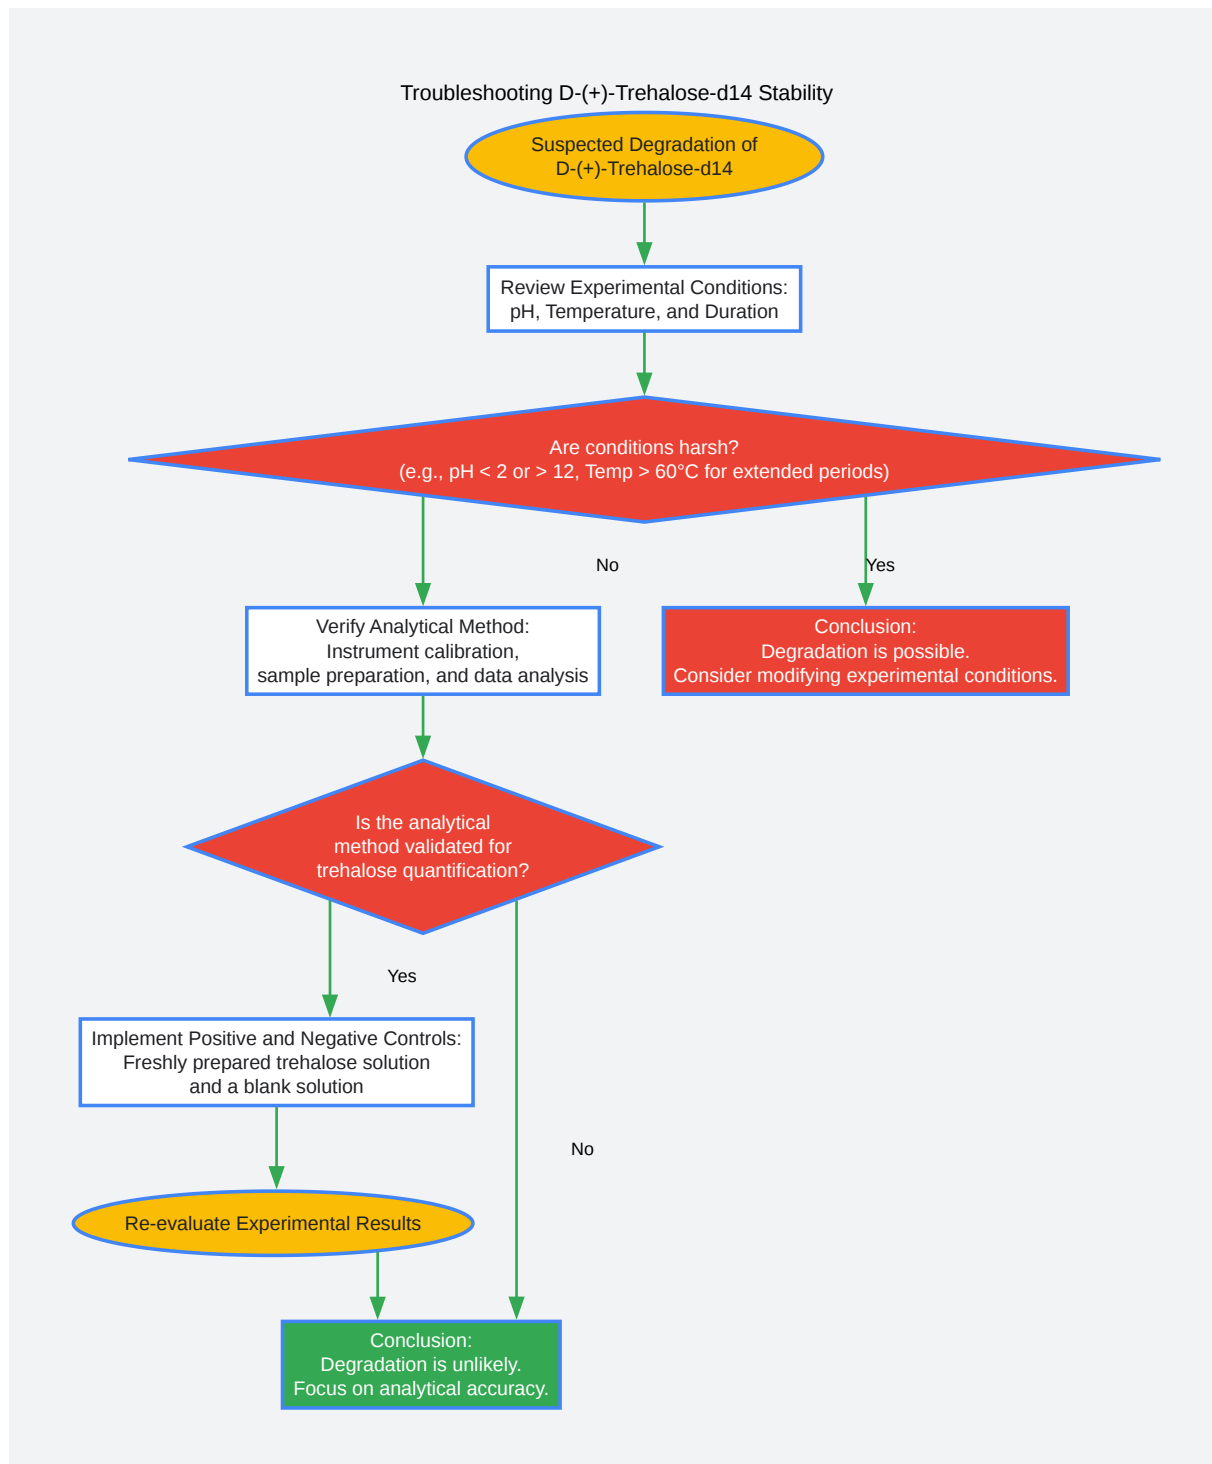 Troubleshooting D-(+)-Trehalose-d14 Stability
Suspected Degradation of
D-(+)-Trehalose-d14
Review Experimental Conditions:
pH, Temperature, and Duration
Are conditions harsh?
(e.g., pH < 2 or > 12, Temp > 60°C for extended periods)
No
Yes
Verify Analytical Method:
Instrument calibration,
sample preparation, and data analysis
Conclusion:
Degradation is possible.
Consider modifying experimental conditions.
Is the analytical
method validated for
trehalose quantification?
Yes
Implement Positive and Negative Controls:
Freshly prepared trehalose solution
and a blank solution
No
Re-evaluate Experimental Results
Conclusion:
Degradation is unlikely.
Focus on analytical accuracy.